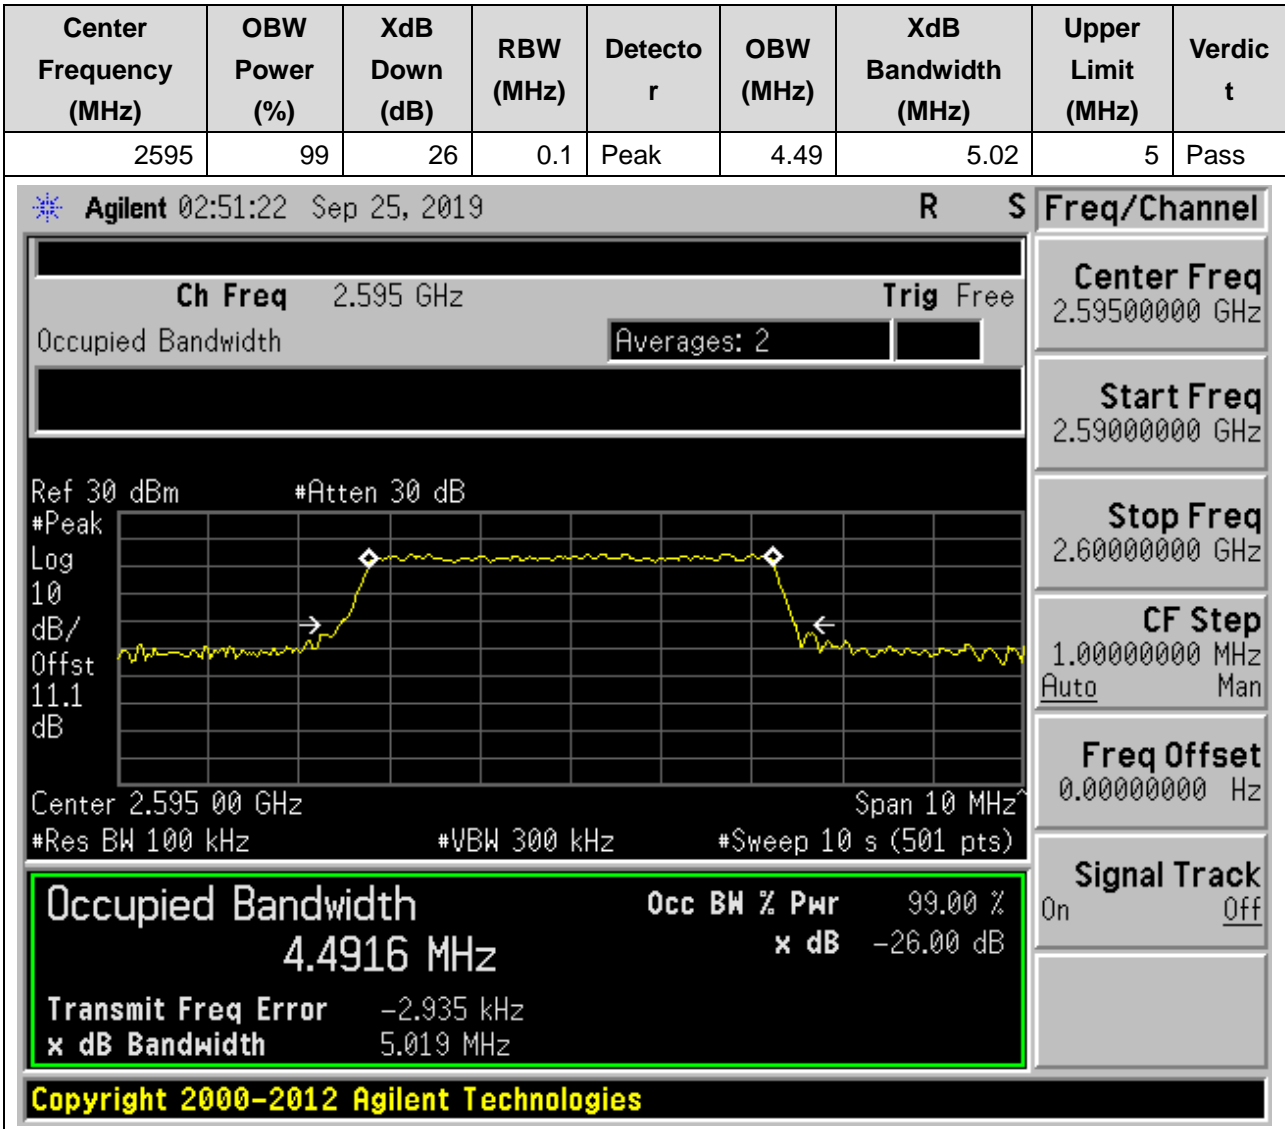 Center Frequency (MHz) OBW Power (%) XdB Down (dB) RBW (MHz) Detecto r OBW (MHz) XdB Bandwidth (MHz) Upper Limit (MHz) Verdic t
2595 99 26 0.1 Peak 4.49 5.02 5 Pass
Agilent 02:51:22 Sep 25, 2019 R S
Ch Freq 2.595 GHz Trig Free
Occupied Bandwidth Averages: 2
Ref 30 dBm #Atten 30 dB
#Peak
Log
10
dB/
Offst
11.1
dB
Center 2.595 00 GHz Span 10 MHz^
#Res BW 100 kHz #VBW 300 kHz #Sweep 10 s (501 pts)
Occupied Bandwidth Occ BW % Pwr 99.00 %
4.4916 MHz x dB -26.00 dB
Transmit Freq Error -2.935 kHz
x dB Bandwidth 5.019 MHz
Copyright 2000-2012 Agilent Technologies
Freq/Channel
Center Freq
2.59500000 GHz
Start Freq
2.59000000 GHz
Stop Freq
2.60000000 GHz
CF Step
1.00000000 MHz
Auto Man
Freq Offset
0.00000000 Hz
Signal Track
On Off